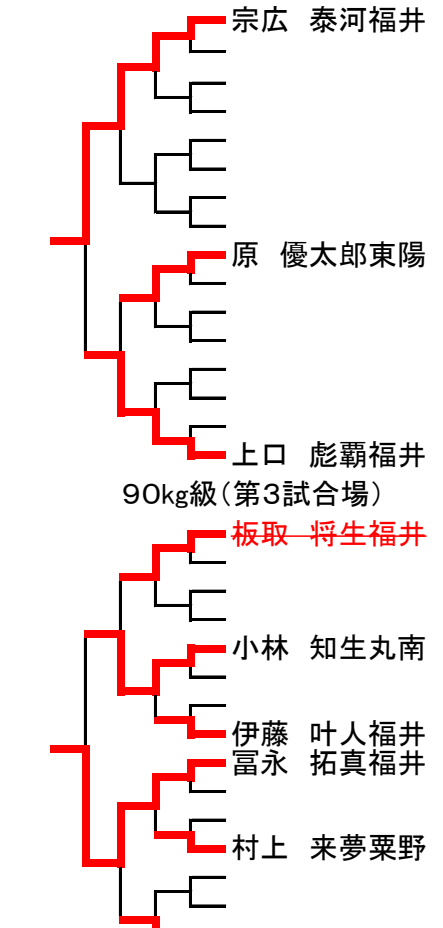 宗広　泰河福井
原　優太郎東陽
上口　彪覇福井
90kg級（第3試合場）
板取　将生福井
小林　知生丸南
伊藤　叶人福井
冨永　拓真福井
村上　来夢粟野